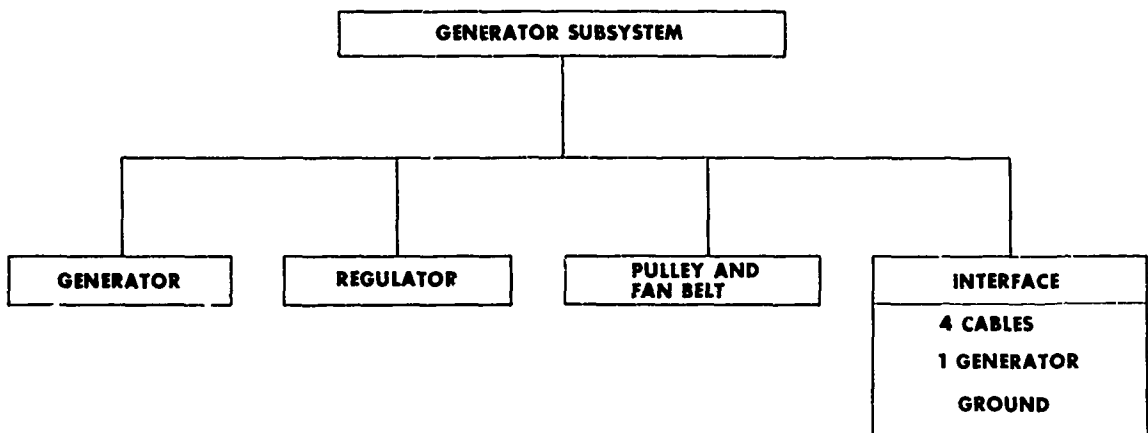 GENERATOR SUBSYSTEM
GENERATOR
REGULATOR
PULLEY AND
FAN BELT
INTERFACE
4 CABLES
1 GENERATOR
GROUND